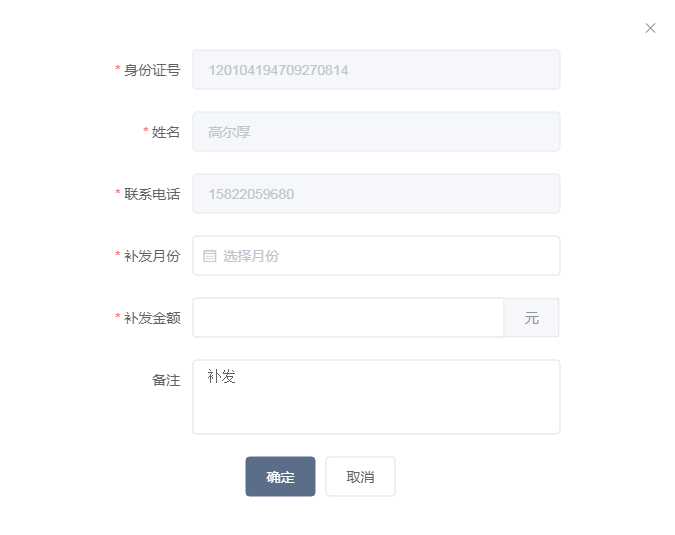 * 身份证号 120104194709270814
* 姓名 高尔厚
* 联系电话 15822059680
* 补发月份 选择月份
* 补发金额 元
备注 补发
确定 取消